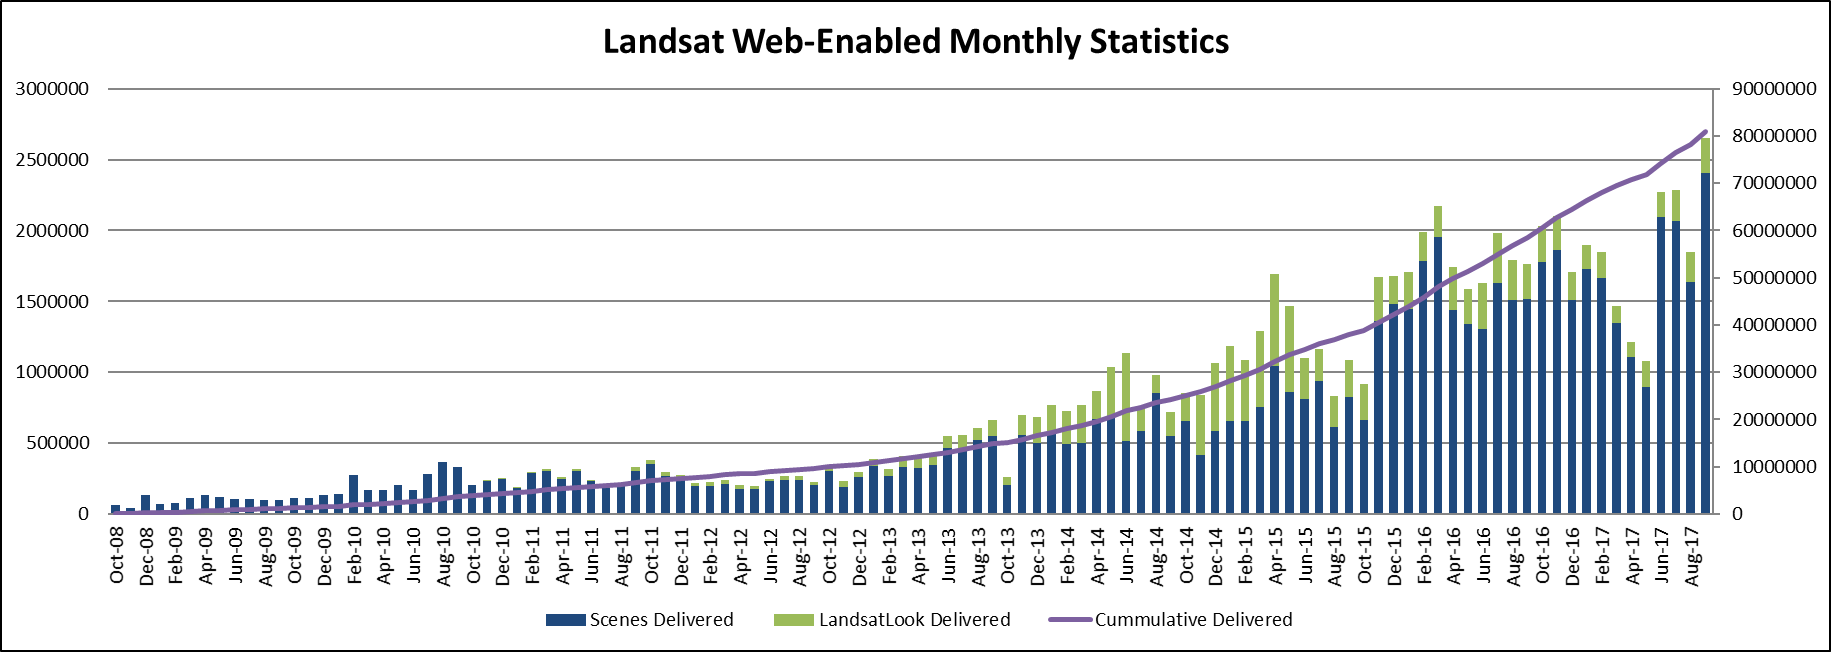 Landsat Web-Enabled Monthly Statistics
3000000
2500000
2000000
1500000
1000000
500000
0
90000000
80000000
70000000
60000000
50000000
40000000
30000000
20000000
10000000
0
Oct-08
Dec-08
Feb-09
Apr-09
Jun-09
Aug-09
Oct-09
Dec-09
Feb-10
Apr-10
Jun-10
Aug-10
Oct-10
Dec-10
Feb-11
Apr-11
Jun-11
Aug-11
Oct-11
Dec-11
Feb-12
Apr-12
Jun-12
Aug-12
Oct-12
Dec-12
Feb-13
Apr-13
Jun-13
Aug-13
Oct-13
Dec-13
Feb-14
Apr-14
Jun-14
Aug-14
Oct-14
Dec-14
Feb-15
Apr-15
Jun-15
Aug-15
Oct-15
Dec-15
Feb-16
Apr-16
Jun-16
Aug-16
Oct-16
Dec-16
Feb-17
Apr-17
Jun-17
Aug-17
Scenes Delivered LandsatLook Delivered Cummulative Delivered